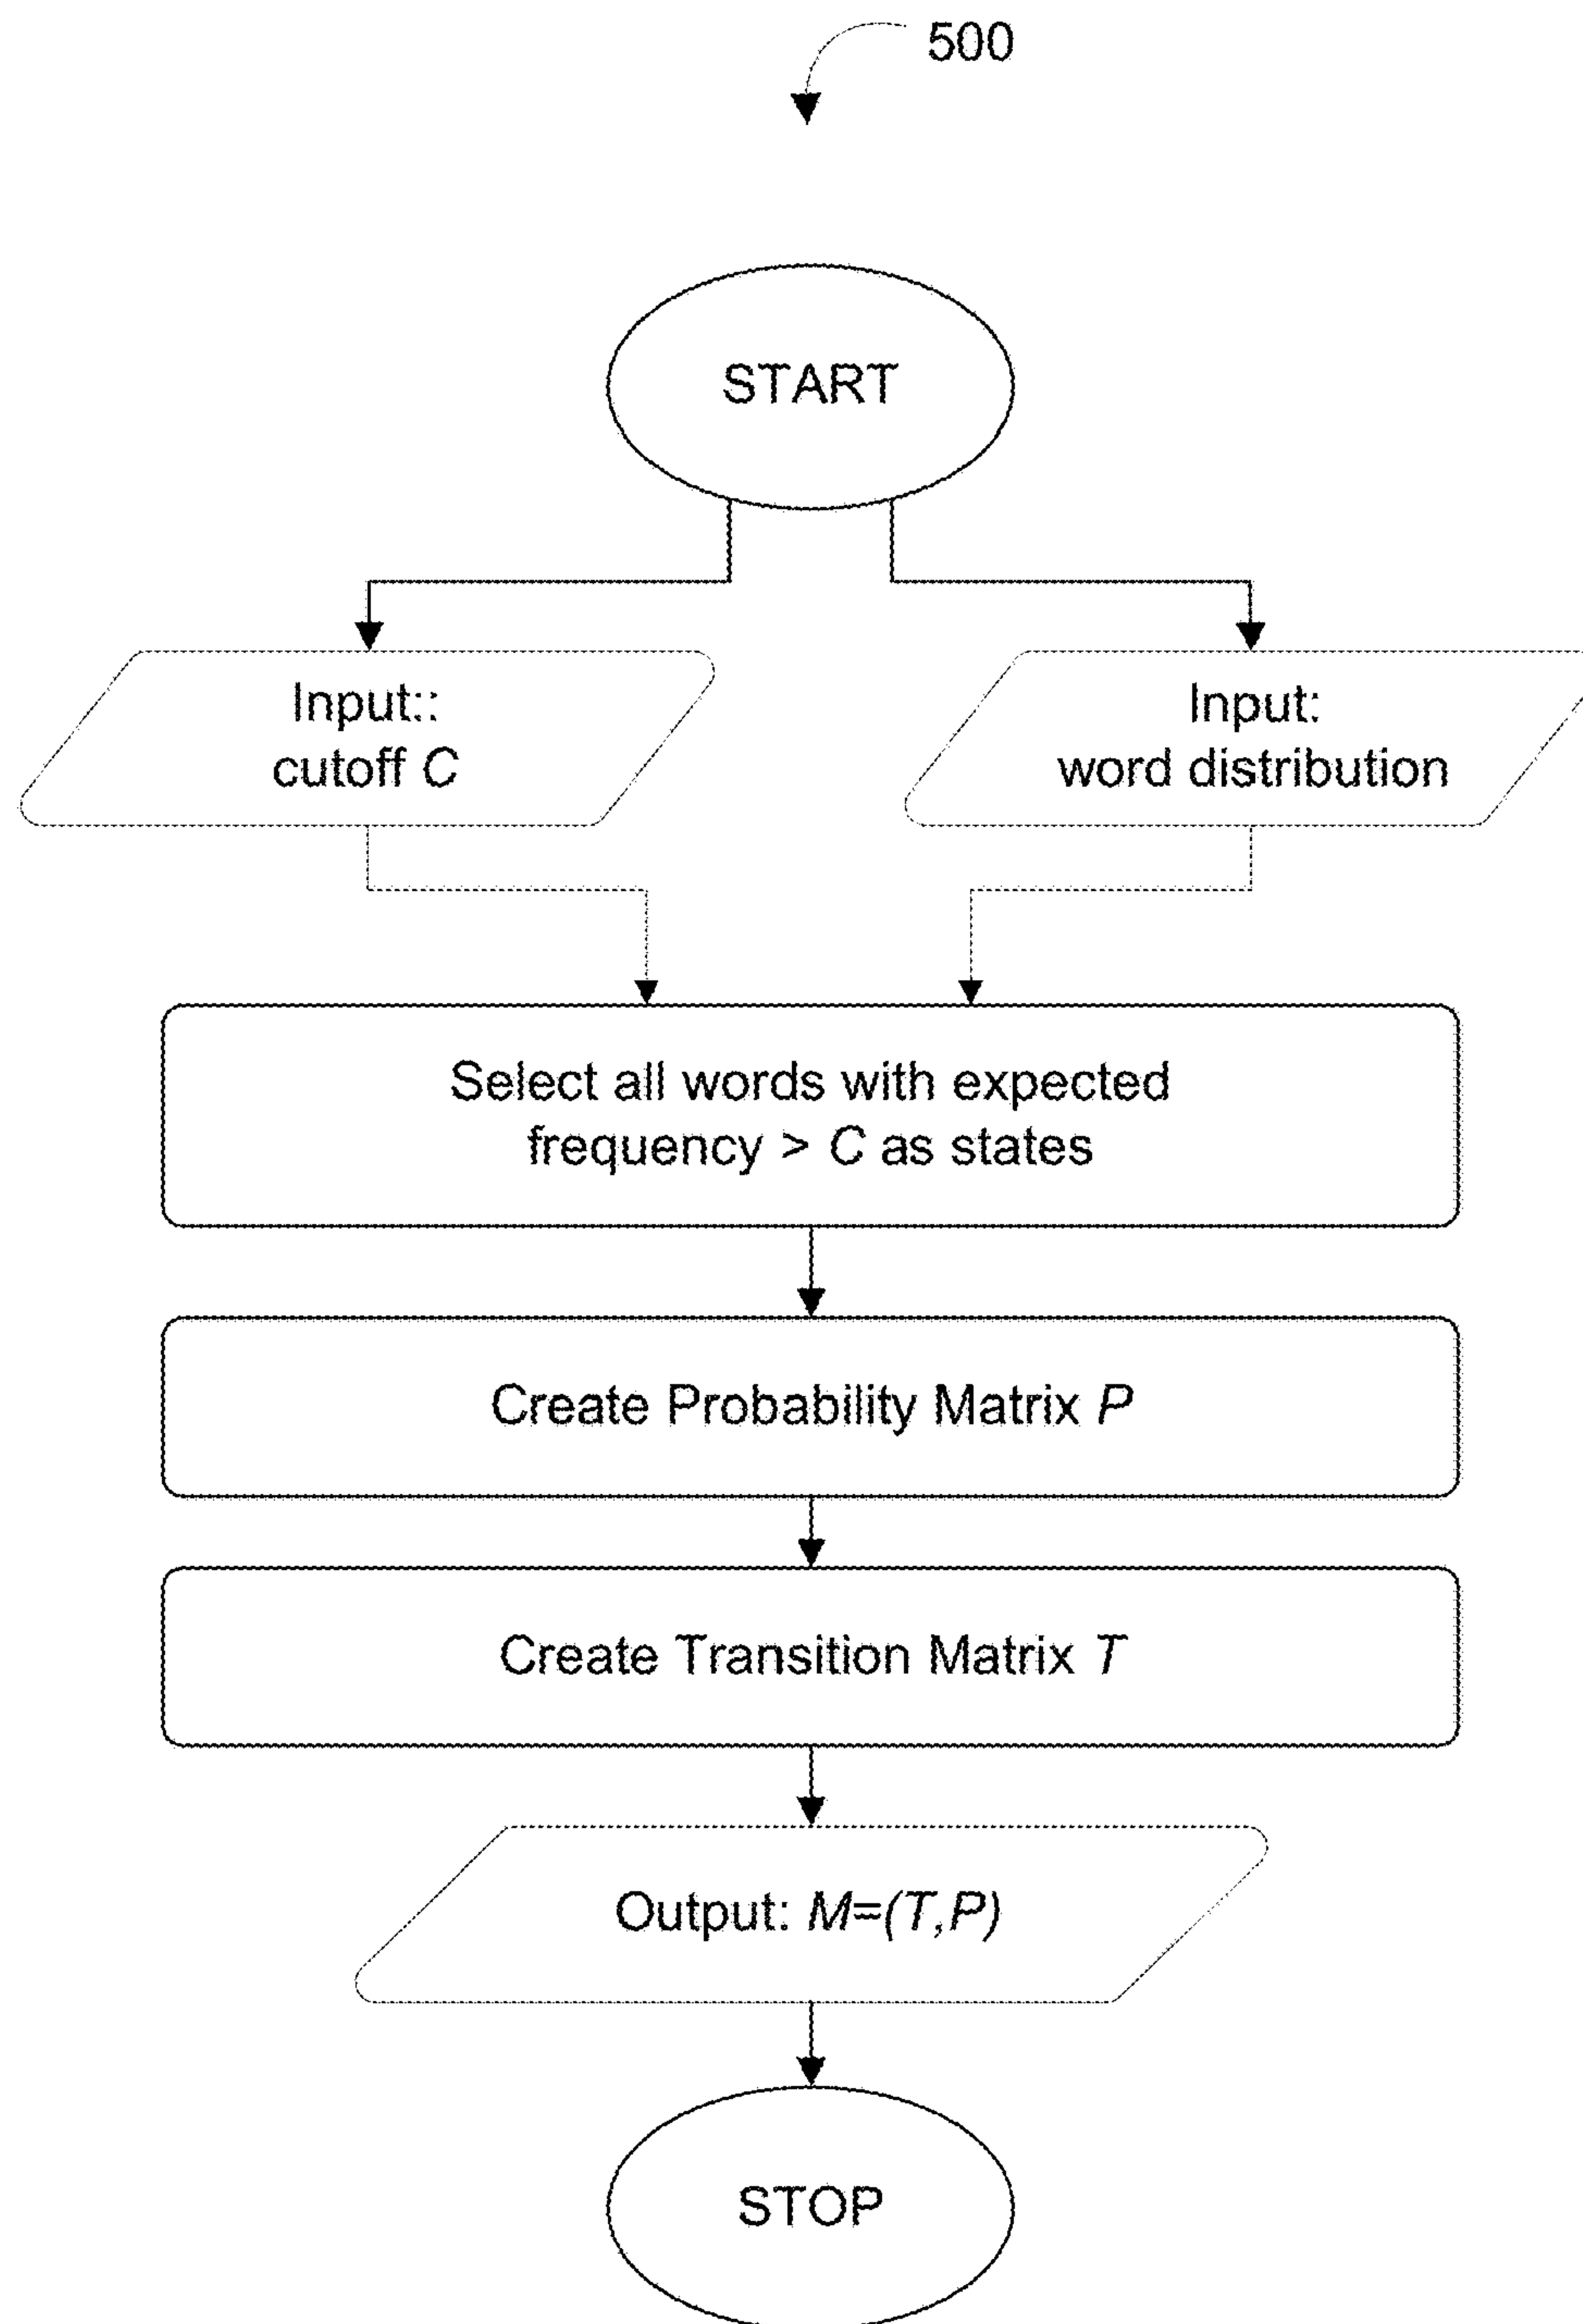 500
START
Input::
cutoff C
Input:
word distribution
Select all words with expected
frequency > C as states
Create Probability Matrix P
Create Transition Matrix T
Output: M=(T,P)
STOP